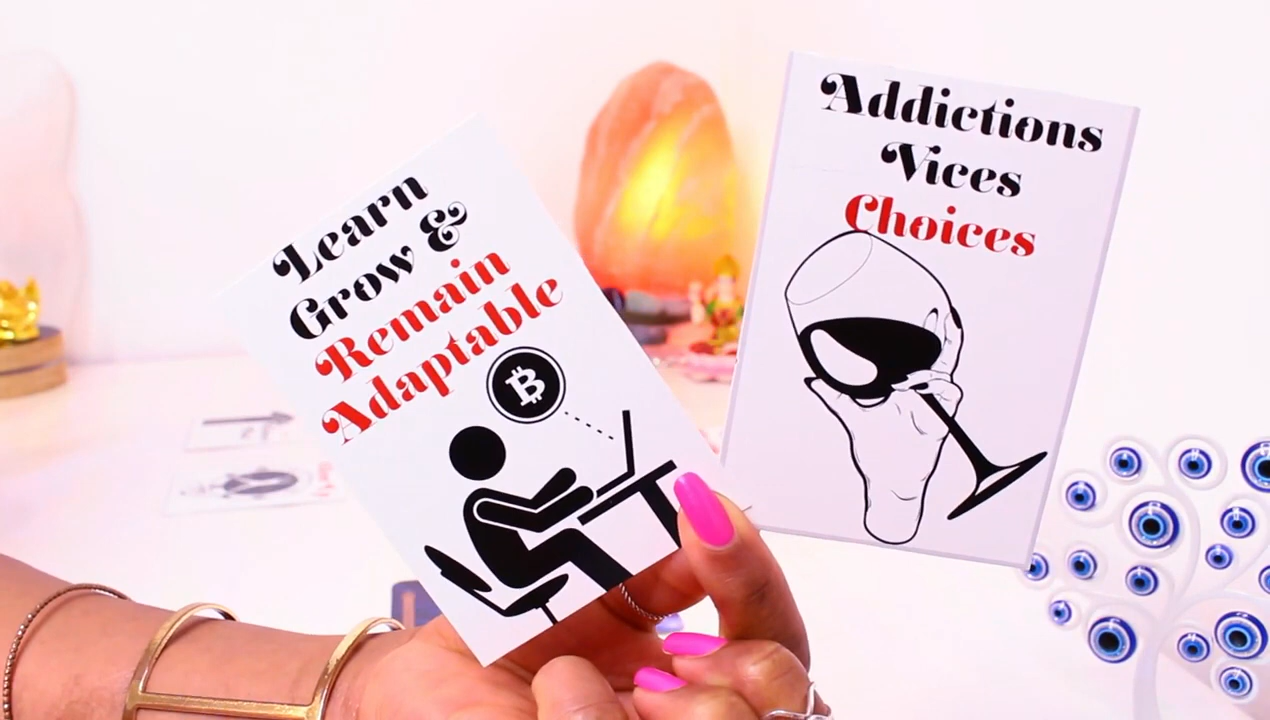 Learn
Grow &
Remain
Adaptable
Addictions
Vices
Choices